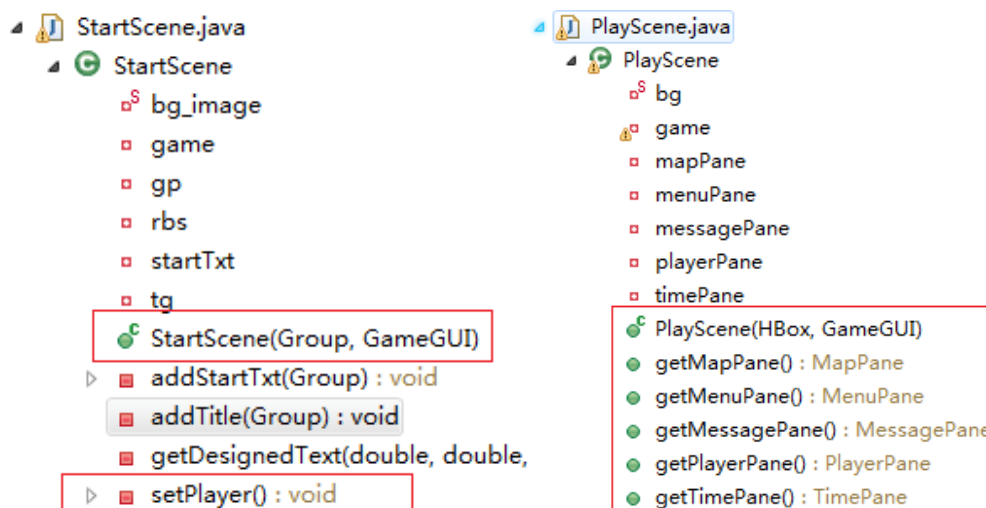 StartScene.java
StartScene
bg_image
game
gp
rbs
startTxt
tg
StartScene(Group, GameGUI)
addStartTxt(Group) : void
addTitle(Group) : void
getDesignedText(double, double,
setPlayer() : void
PlayScene.java
PlayScene
bg
game
mapPane
menuPane
messagePane
playerPane
timePane
PlayScene(HBox, GameGUI)
getMapPane() : MapPane
getMenuPane() : MenuPane
getMessagePane() : MessagePane
getPlayerPane() : PlayerPane
getTimePane() : TimePane